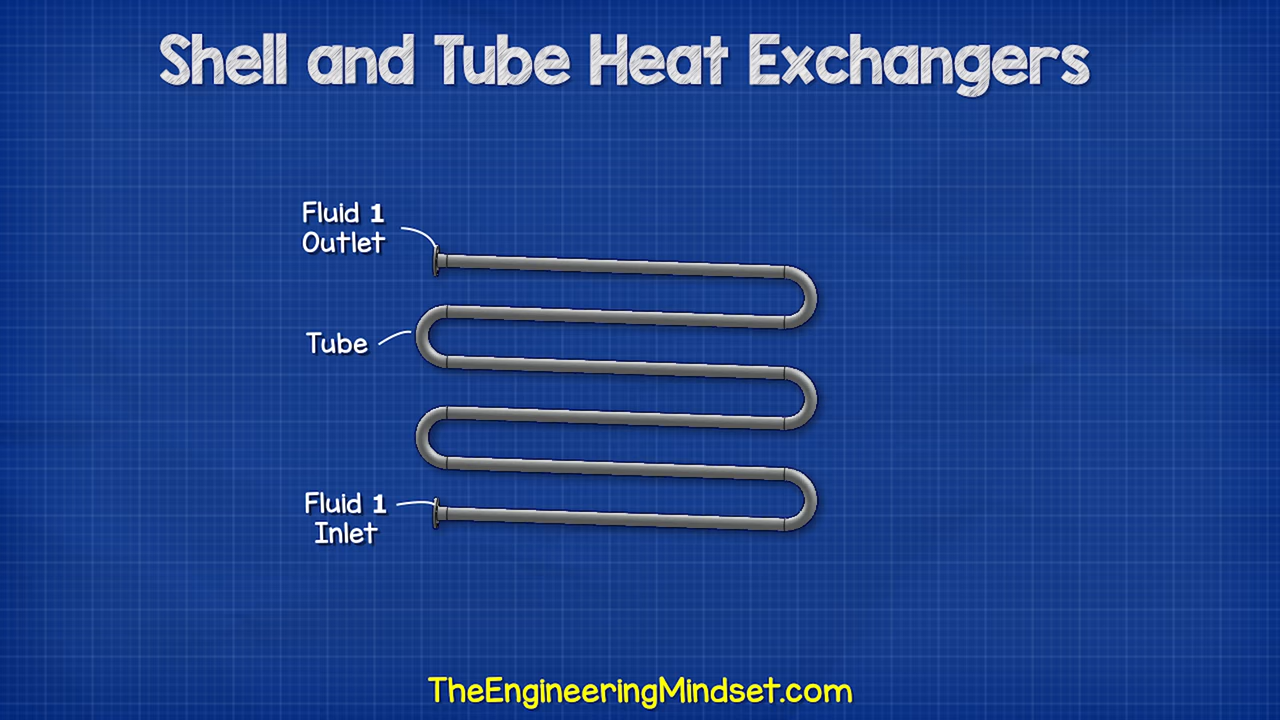 Shell and Tube Heat Exchangers
Fluid 1
Outlet
Tube
Fluid 1
Inlet
TheEngineeringMindset.com